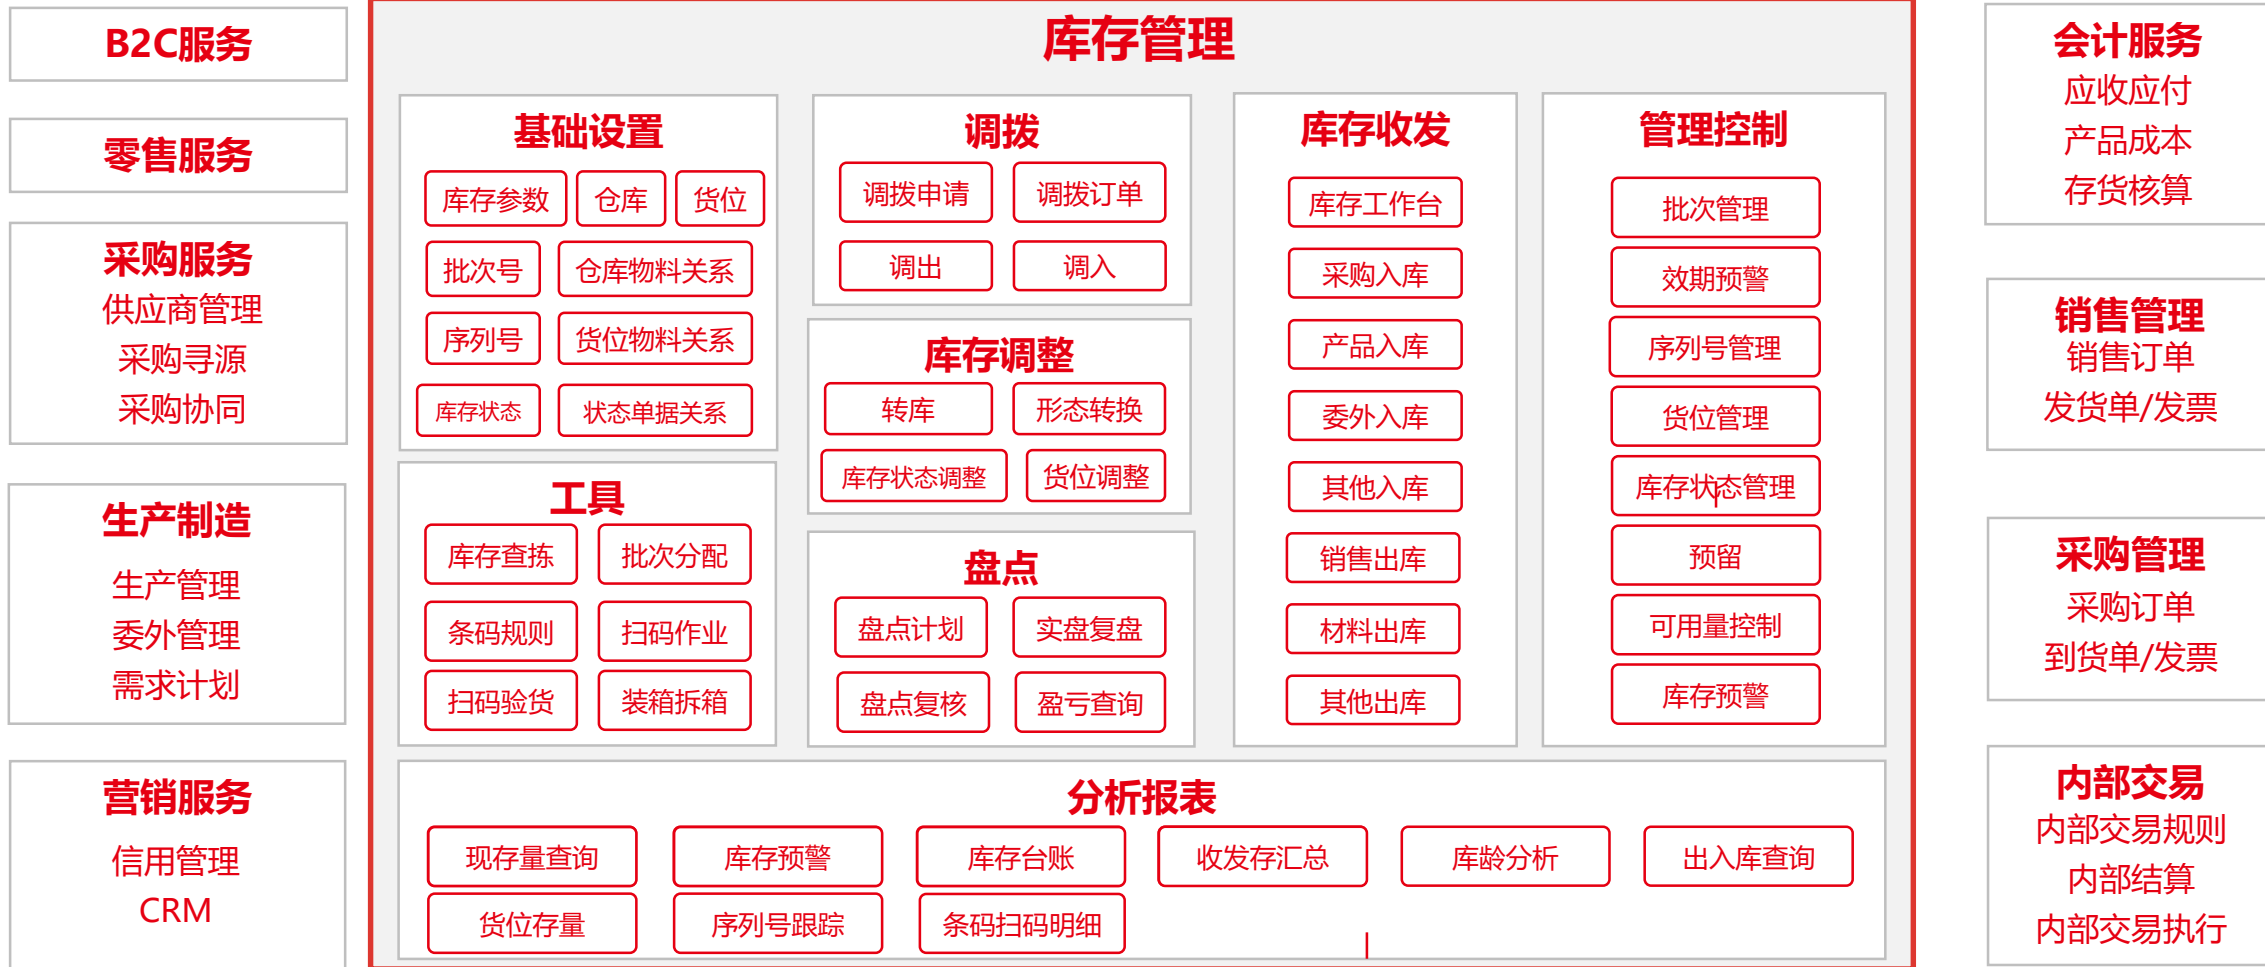 B2C服务
零售服务
采购服务
供应商管理
采购寻源
采购协同
生产制造
生产管理
委外管理
需求计划
营销服务
信用管理
CRM
库存管理
基础设置
库存参数 仓库 货位
批次号 仓库物料关系
序列号 货位物料关系
库存状态 状态单据关系
工具
库存查拣 批次分配
条码规则 扫码作业
扫码验货 装箱拆箱
调拨
调拨申请 调拨订单
调出 调入
库存调整
转库 形态转换
库存状态调整 货位调整
盘点
盘点计划 实盘复盘
盘点复核 盈亏查询
库存收发
库存工作台
采购入库
产品入库
委外入库
其他入库
销售出库
材料出库
其他出库
管理控制
批次管理
效期预警
序列号管理
货位管理
库存状态管理
预留
可用量控制
库存预警
分析报表
现存量查询 库存预警 库存台账 收发存汇总 库龄分析 出入库查询
货位存量 序列号跟踪 条码扫码明细
会计服务
应收应付
产品成本
存货核算
销售管理
销售订单
发货单/发票
采购管理
采购订单
到货单/发票
内部交易
内部交易规则
内部结算
内部交易执行